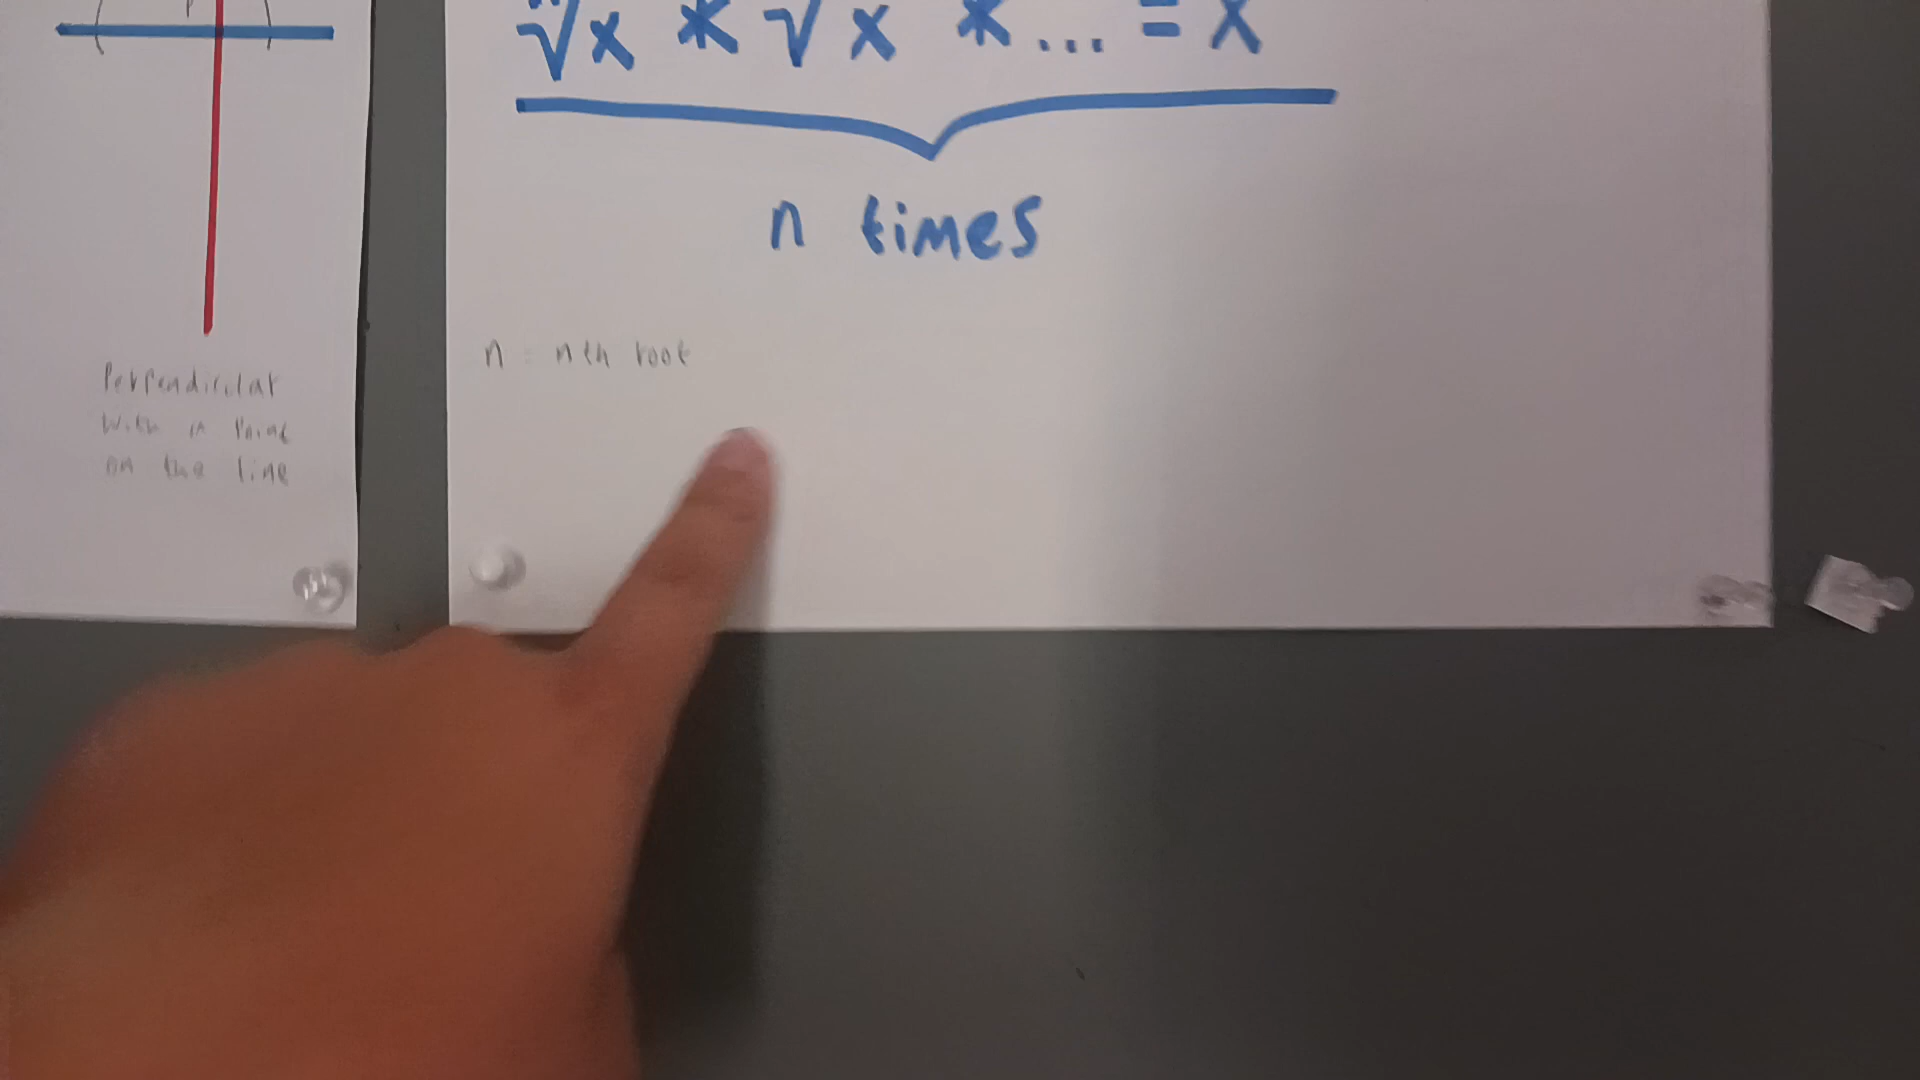 ⁿ√x * √x * ... = x
n times
n = nth root
Perpendicular
with a Point
on the line